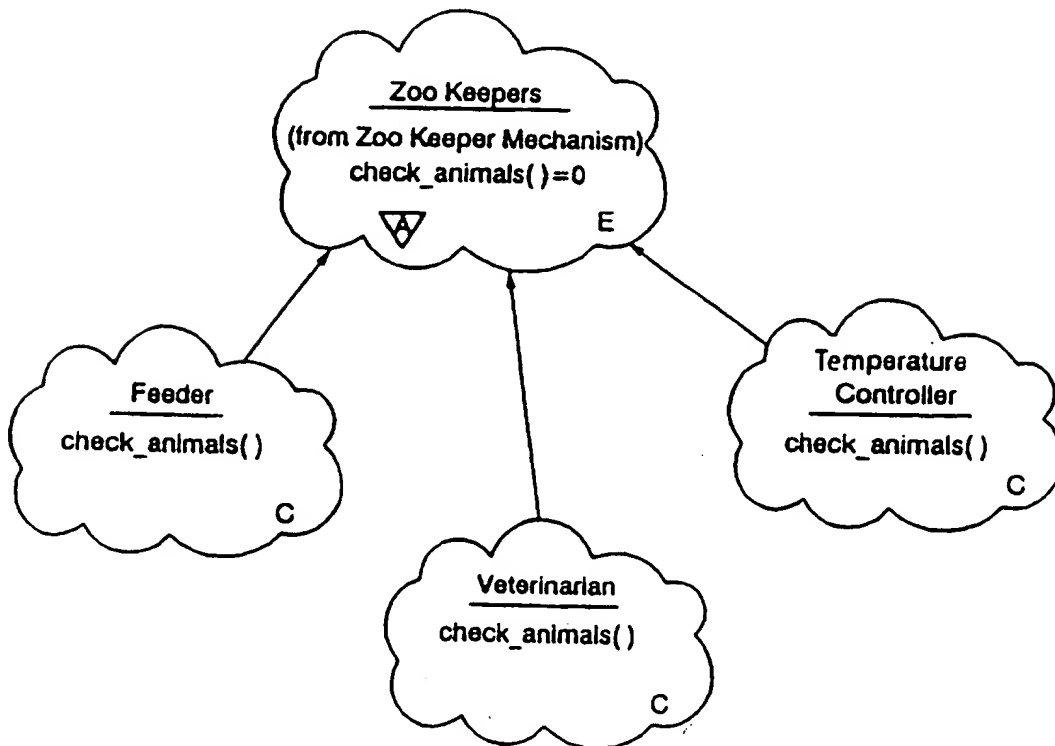 Zoo Keepers
(from Zoo Keeper Mechanism)
check_animals( )=0
A
E
Feeder
check_animals( )
C
Temperature
Controller
check_animals( )
C
Veterinarian
check_animals( )
C